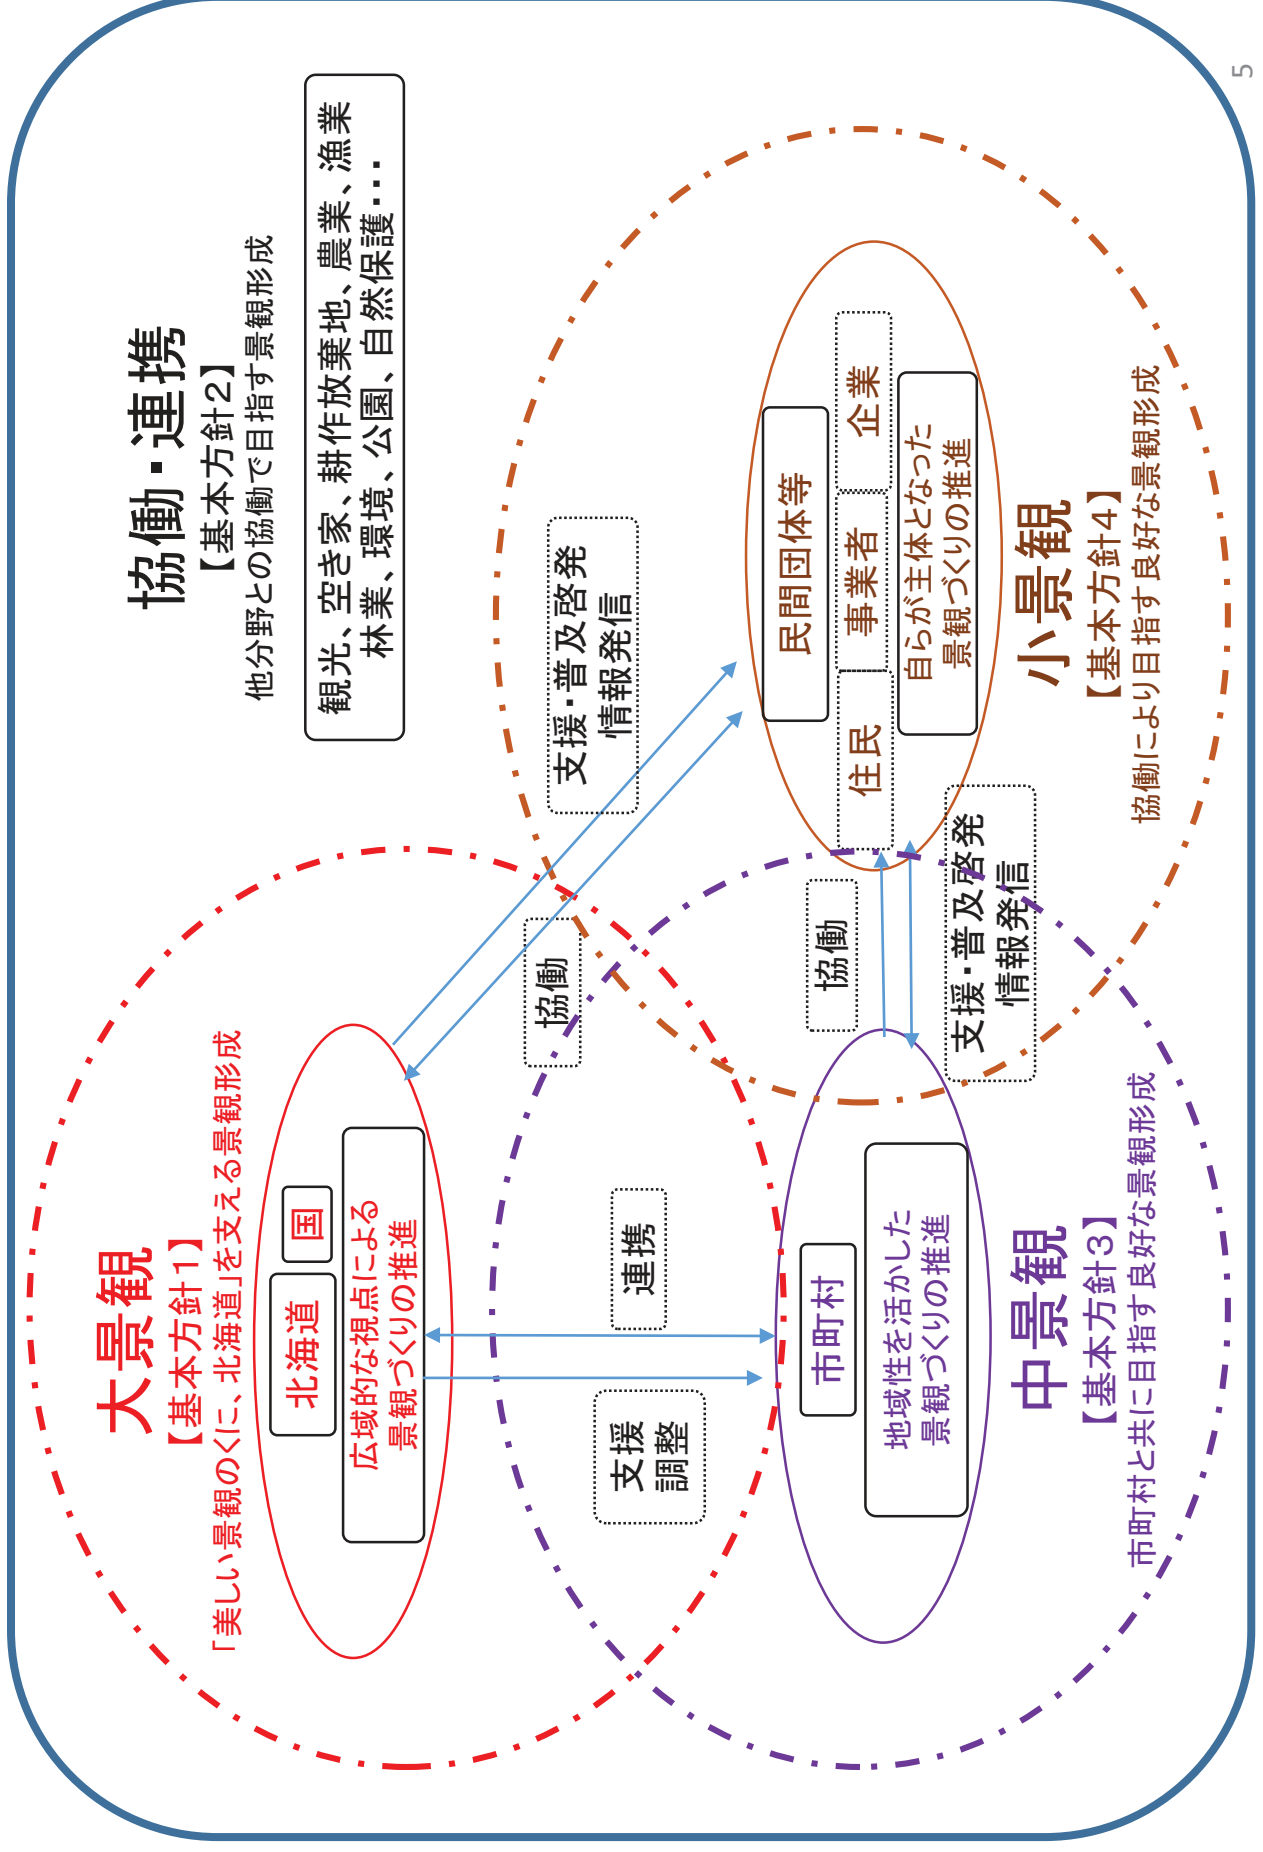 大景観
【基本方針1】
「美しい景観のくに、北海道」を支える景観形成
北海道
国
広域的な視点による
景観づくりの推進
協働・連携
【基本方針2】
他分野との協働で目指す景観形成
観光、空き家、耕作放棄地、農業、漁業
林業、環境、公園、自然保護・・・
支援・普及啓発
情報発信
協働
支援
調整
連携
市町村
地域性を活かした
景観づくりの推進
中景観
【基本方針3】
市町村と共に目指す良好な景観形成
協働
支援・普及啓発
情報発信
民間団体等
住民
事業者
企業
自らが主体となった
景観づくりの推進
小景観
【基本方針4】
協働により目指す良好な景観形成
5